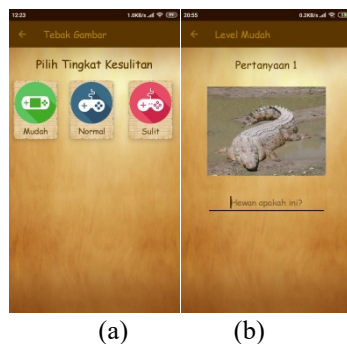 12:23
1.0KB/s
Tebak Gambar
Pilih Tingkat Kesulitan
Mudah
Normal
Sulit
(a)
20:55
0.3KB/s
Level Mudah
Pertanyaan 1
Hewan apakah ini?
(b)